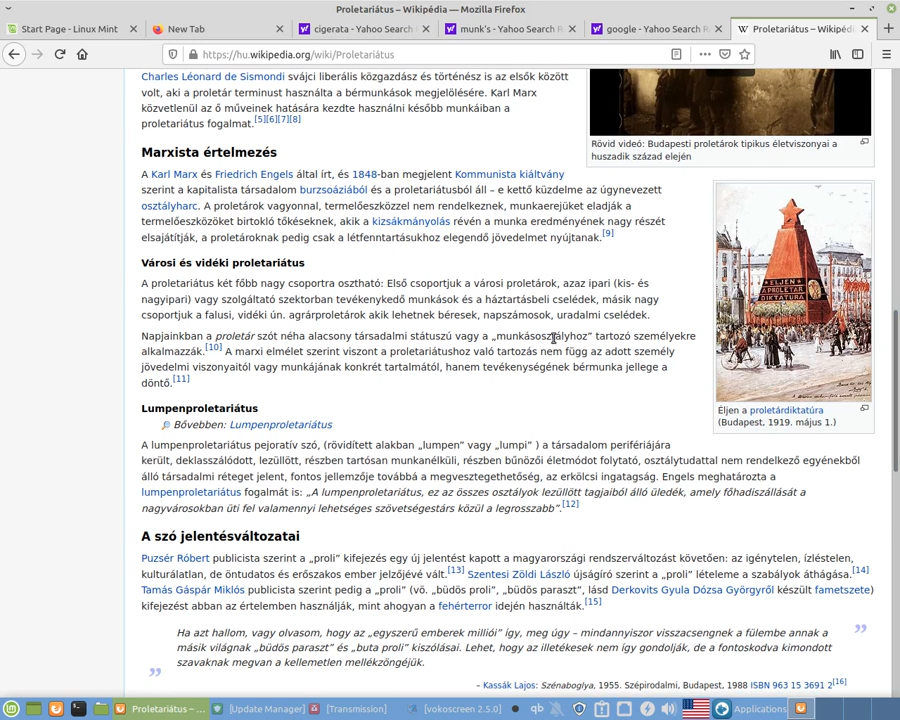 Proletariátus – Wikipédia — Mozilla Firefox
Start Page - Linux Mint
New Tab
cigerata - Yahoo Search
munk's - Yahoo Search R
google - Yahoo Search R
Proletariátus – Wikipédi
https://hu.wikipedia.org/wiki/Proletariátus
Charles Léonard de Sismondi svájci liberális közgazdász és történész is az elsők között
volt, aki a proletár terminust használta a bérmunkások megjelölésére. Karl Marx
közvetlenül az ő műveinek hatására kezdte használni később munkáiban a
proletariátus fogalmat.[5][6][7][8]
Rövid videó: Budapesti proletárok tipikus életviszonyai a
huszadik század elején
Marxista értelmezés
A Karl Marx és Friedrich Engels által írt, és 1848-ban megjelent Kommunista kiáltvány
szerint a kapitalista társadalom burzsoáziából és a proletariátusból áll – e kettő küzdelme az úgynevezett
osztályharc. A proletárok vagyonnal, termelőeszközzel nem rendelkeznek, munkaerejüket eladják a
termelőeszközöket birtokló tőkéseknek, akik a kizsákmányolás révén a munka eredményének nagy részét
elsajátítják, a proletároknak pedig csak a létfenntartásukhoz elegendő jövedelmet nyújtanak.[9]
ELJEN
A PROLETAR
DIKTATURA
Éljen a proletárdiktatúra
(Budapest, 1919. május 1.)
Városi és vidéki proletariátus
A proletariátus két főbb nagy csoportra osztható: Első csoportjuk a városi proletárok, azaz ipari (kis- és
nagyipari) vagy szolgáltató szektorban tevékenykedő munkások és a háztartásbeli cselédek, másik nagy
csoportjuk a falusi, vidéki ún. agrárproletárok akik lehetnek béresek, napszámosok, uradalmi cselédek.
Napjainkban a proletár szót néha alacsony társadalmi státuszú vagy a „munkásosztályhoz” tartozó személyekre
alkalmazzák.[10] A marxi elmélet szerint viszont a proletariátushoz való tartozás nem függ az adott személy
jövedelmi viszonyaitól vagy munkájának konkrét tartalmától, hanem tevékenységének bérmunka jellege a
döntő.[11]
Lumpenproletariátus
Bővebben: Lumpenproletariátus
A lumpenproletariátus pejoratív szó, (rövidített alakban „lumpen” vagy „lumpi” ) a társadalom perifériájára
került, deklasszálódott, lezüllött, részben tartósan munkanélküli, részben bűnözői életmódot folytató, osztálytudattal nem rendelkező egyénekből
álló társadalmi réteget jelent, fontos jellemzője továbbá a megvesztegethetőség, az erkölcsi ingatagság. Engels meghatározta a
lumpenproletariátus fogalmát is: „A lumpenproletariátus, ez az összes osztályok lezüllött tagjaiból álló üledék, amely főhadiszállását a
nagyvárosokban üti fel valamennyi lehetséges szövetségestárs közül a legrosszabb”.[12]
A szó jelentésváltozatai
Puzsér Róbert publicista szerint a „proli” kifejezés egy új jelentést kapott a magyarországi rendszerváltozást követően: az igénytelen, ízléstelen,
kulturálatlan, de öntudatos és erőszakos ember jelzőjévé vált.[13] Szentesi Zöldi László újságíró szerint a „proli” lételeme a szabályok áthágása.[14]
Tamás Gáspár Miklós publicista szerint pedig a „proli” (vö. „büdös proli”, „büdös paraszt”, lásd Derkovits Gyula Dózsa Györgyről készült fametszete)
kifejezést abban az értelemben használják, mint ahogyan a fehérterror idején használták.[15]
Ha azt hallom, vagy olvasom, hogy az „egyszerű emberek milliói” így, meg úgy – mindannyiszor visszacsengnek a fülembe annak a
másik világnak „büdös paraszt” és „buta proli” kiszólásai. Lehet, hogy az illetékesek nem így gondolják, de a fontoskodva kimondott
szavaknak megvan a kellemetlen mellékzöngéjük.
– Kassák Lajos: Szénaboglya, 1955. Szépirodalmi, Budapest, 1988 ISBN 963 15 3691 2[16]
Proletariátus – ...
[Update Manager]
[Transmission]
[vokoscreen 2.5.0]
Applications